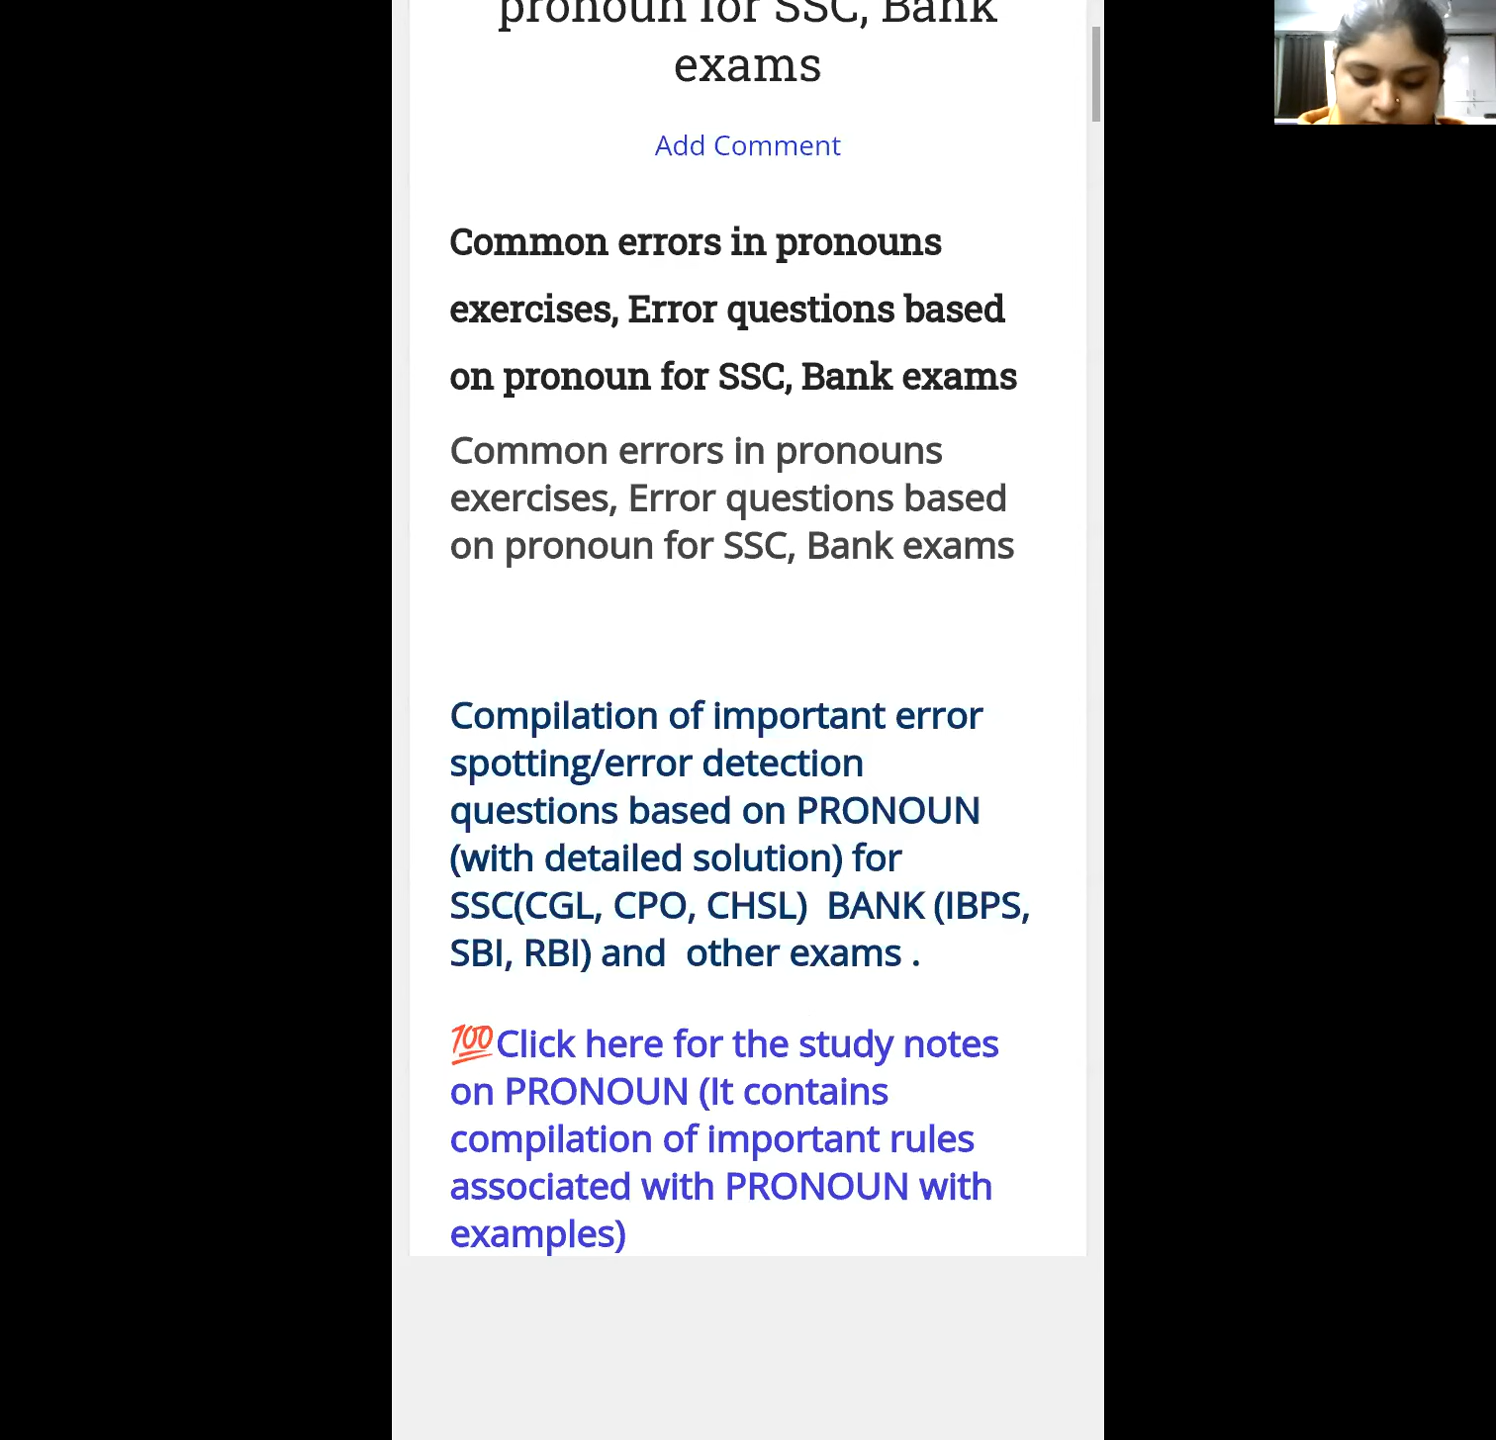 pronoun for SSC, Bank
exams
Add Comment
Common errors in pronouns
exercises, Error questions based
on pronoun for SSC, Bank exams
Common errors in pronouns
exercises, Error questions based
on pronoun for SSC, Bank exams
Compilation of important error
spotting/error detection
questions based on PRONOUN
(with detailed solution) for
SSC(CGL, CPO, CHSL)  BANK (IBPS,
SBI, RBI) and  other exams .
💯Click here for the study notes
on PRONOUN (It contains
compilation of important rules
associated with PRONOUN with
examples)